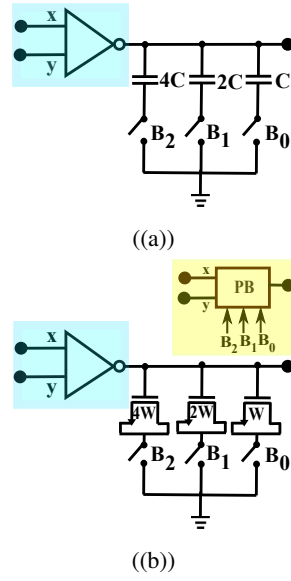 x
y
4C 2C C
B2 B1 B0
((a))
x
y
PB
B2 B1 B0
x
y
4W 2W W
B2 B1 B0
((b))